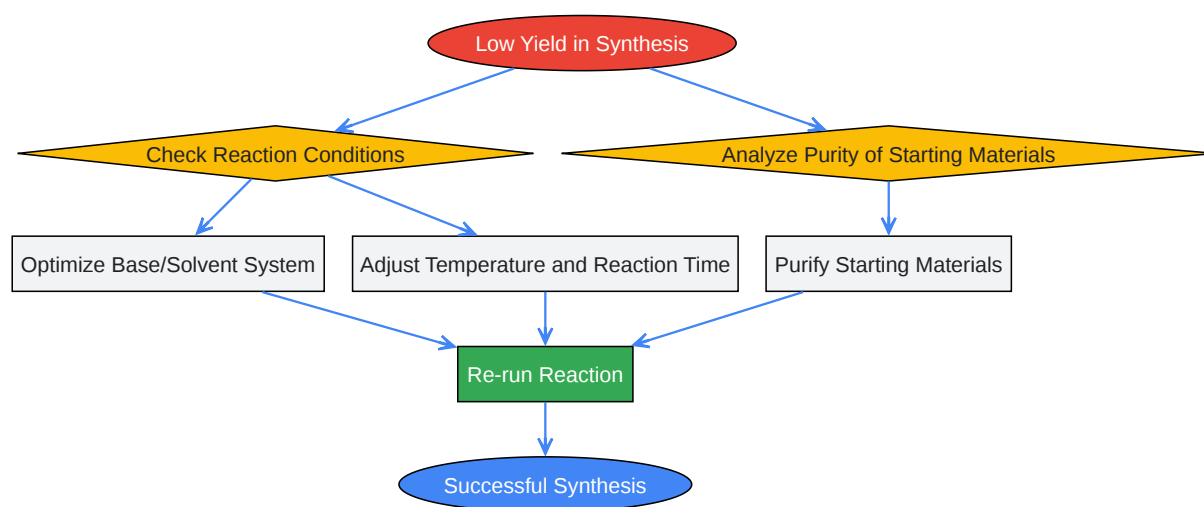 Low Yield in Synthesis
Check Reaction Conditions
Analyze Purity of Starting Materials
Optimize Base/Solvent System
Adjust Temperature and Reaction Time
Purify Starting Materials
Re-run Reaction
Successful Synthesis